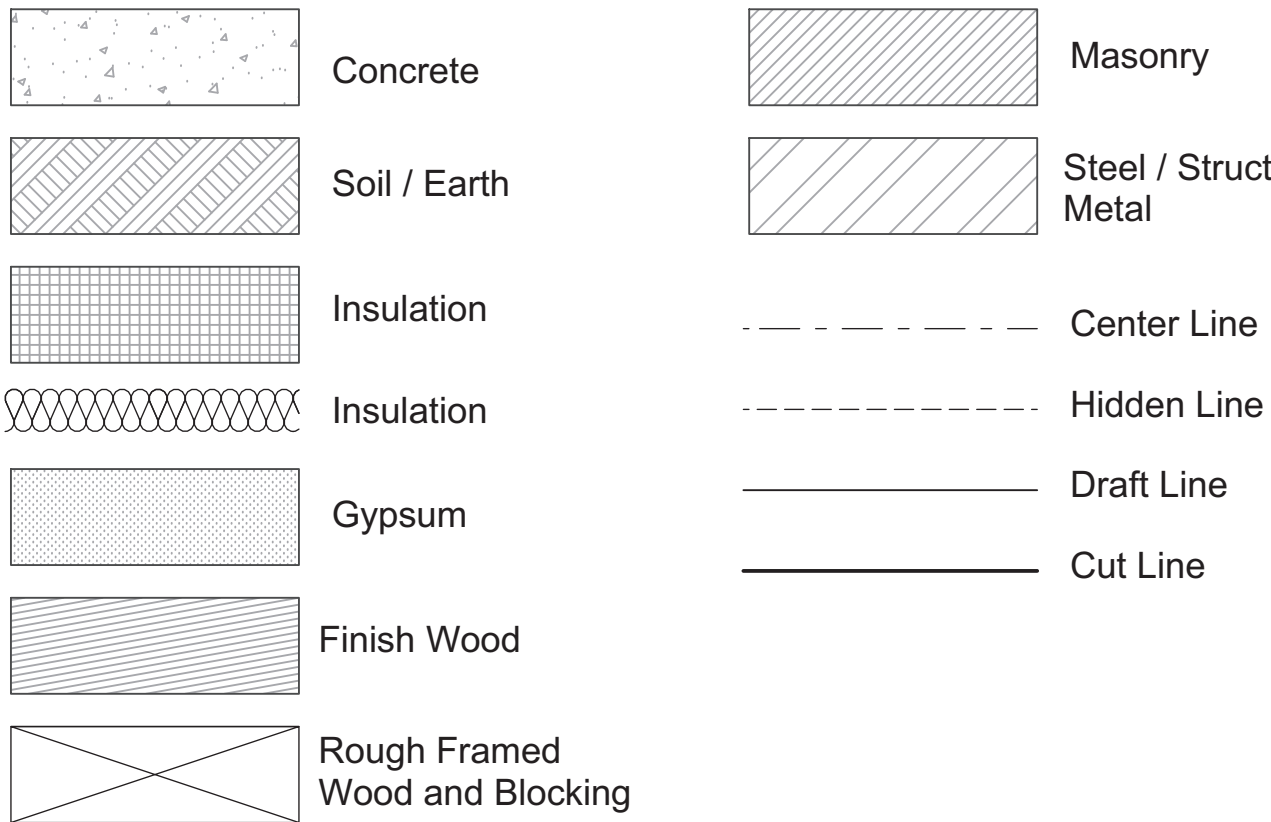 Concrete
Soil / Earth
Insulation
Insulation
Gypsum
Finish Wood
Rough Framed
Wood and Blocking
Masonry
Steel / Struct
Metal
Center Line
Hidden Line
Draft Line
Cut Line